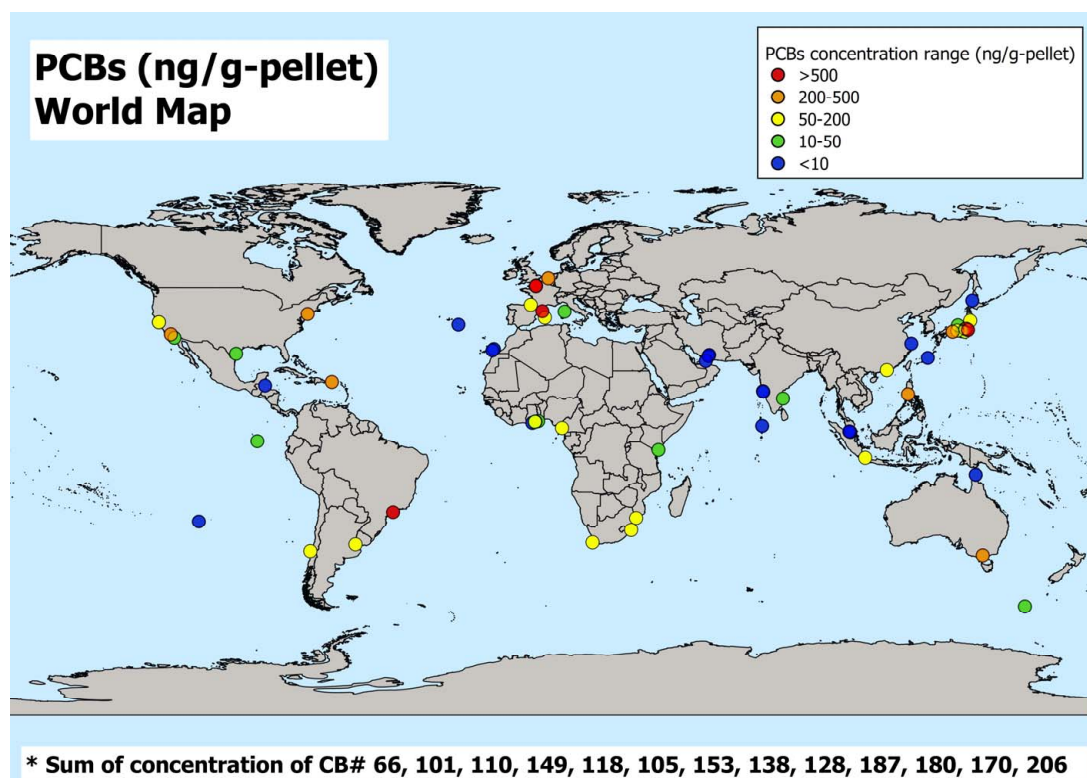 PCBs (ng/g-pellet)
World Map
PCBs concentration range (ng/g-pellet)
>500
200-500
50-200
10-50
<10
* Sum of concentration of CB# 66, 101, 110, 149, 118, 105, 153, 138, 128, 187, 180, 170, 206